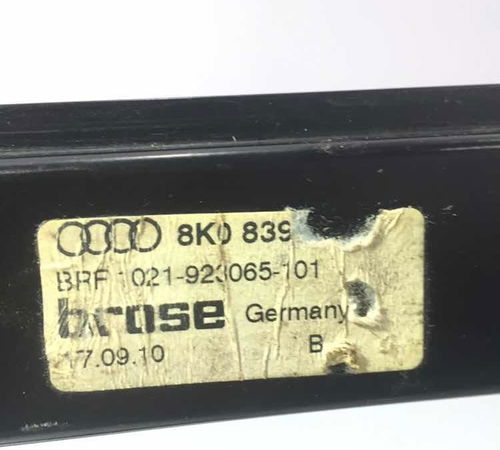 8K0 839
BRF 1021-923065-101
brose Germany
17.09.10 B